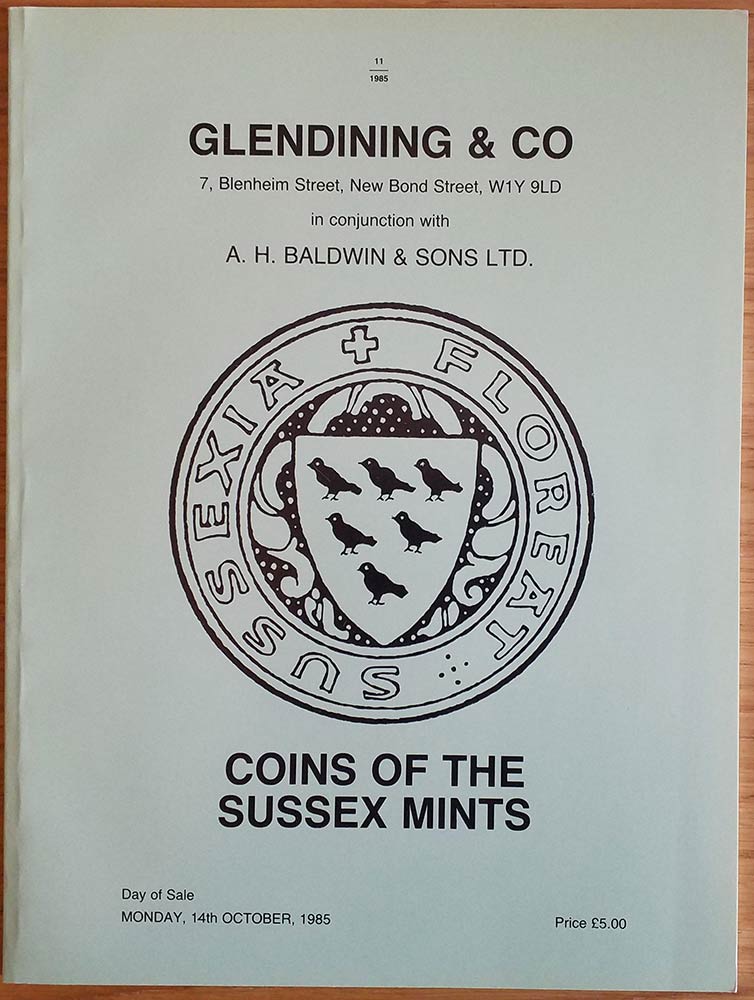 11
1985
GLENDINING & CO
7, Blenheim Street, New Bond Street, W1Y 9LD
in conjunction with
A. H. BALDWIN & SONS LTD.
+ FLOREAT SUSSEXIA
COINS OF THE
SUSSEX MINTS
Day of Sale
MONDAY, 14th OCTOBER, 1985
Price £5.00